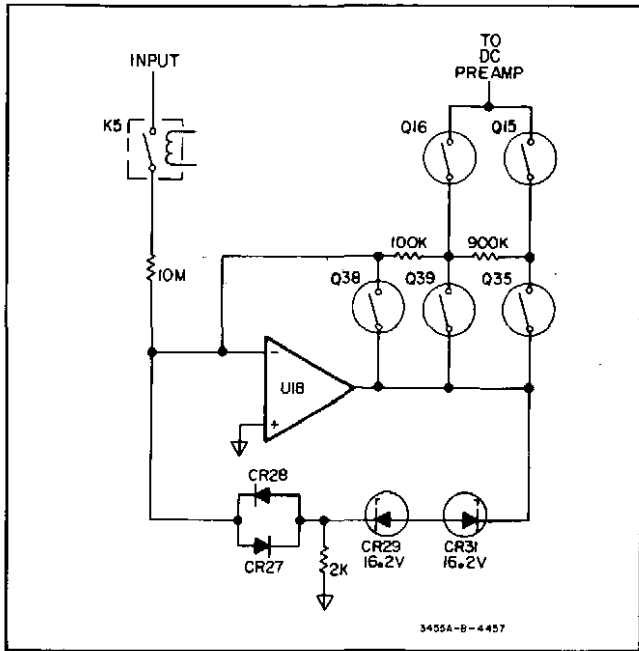 TO
DC
PREAMP
INPUT
K5
Q16
Q15
100K
900K
10M
Q38
Q39
Q35
-
U18
+
CR28
CR27
2K
CR29
16.2V
CR31
16.2V
3455A-B-4457